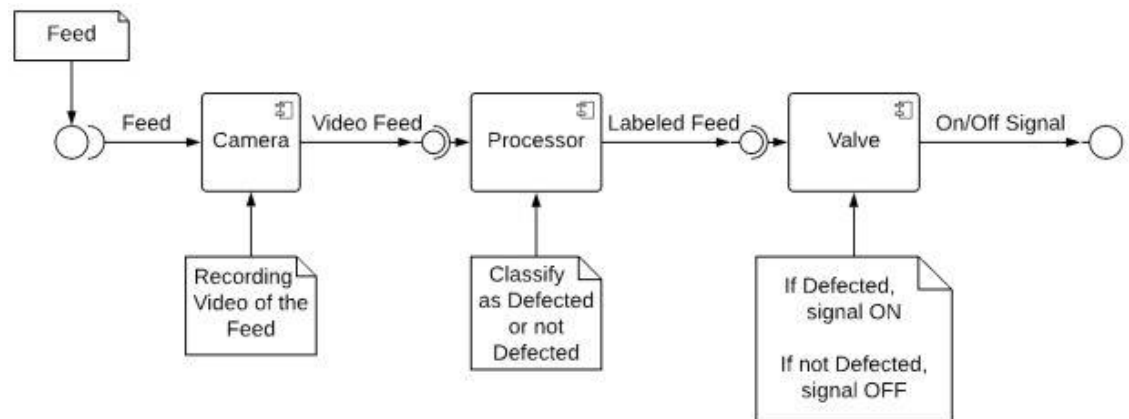 Feed
Feed
Camera
Video Feed
Processor
Labeled Feed
Valve
On/Off Signal
Recording
Video of the
Feed
Classify
as Defected
or not
Defected
If Defected,
signal ON
If not Defected,
signal OFF